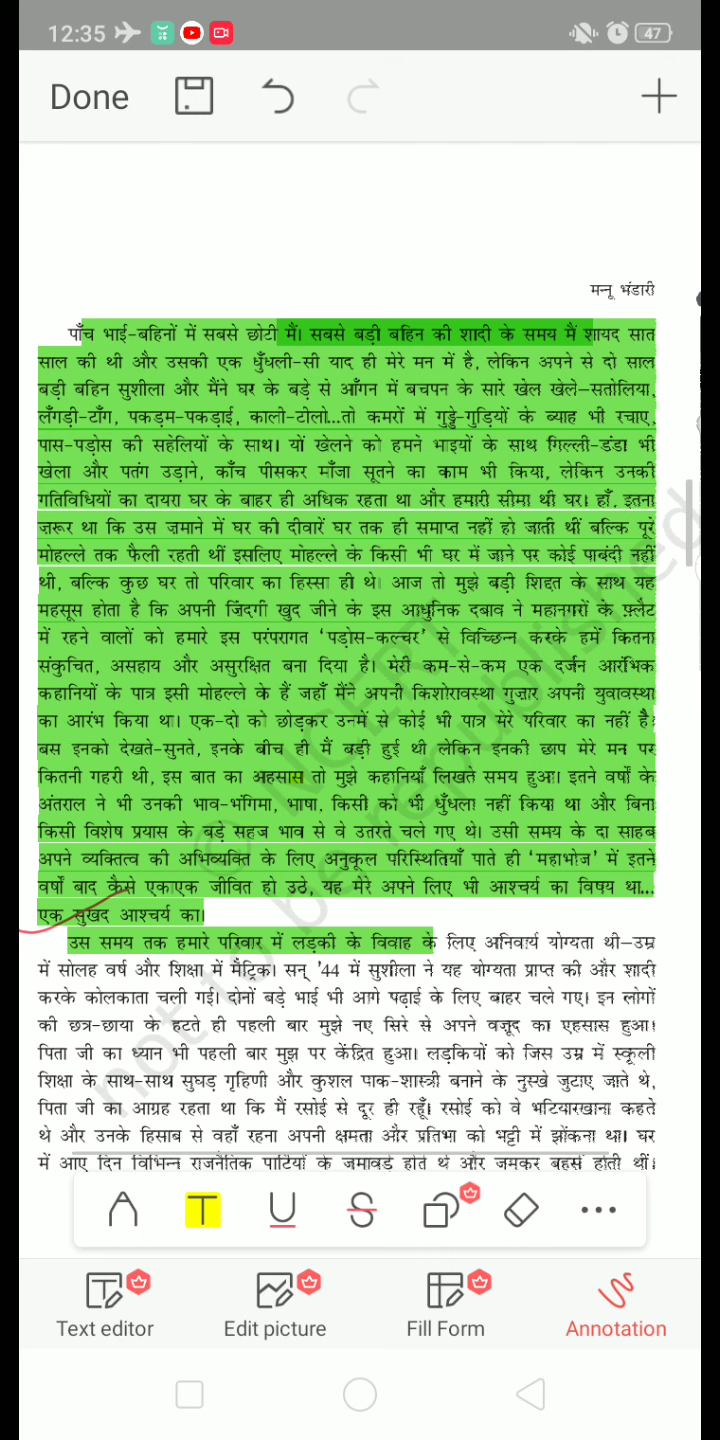 12:35
47
Done
मन्नू भंडारी
पाँच भाई-बहिनों में सबसे छोटी मैं। सबसे बड़ी बहिन की शादी के समय मैं शायद सात
साल की थी और उसकी एक धुँधली-सी याद ही मेरे मन में है, लेकिन अपने से दो साल
बड़ी बहिन सुशीला और मैंने घर के बड़े से आँगन में बचपन के सारे खेल खेले–सतोलिया,
लँगड़ी-टाँग, पकड़म-पकड़ाई, काली-टीलो...तो कमरों में गुड्डे-गुड़ियों के ब्याह भी रचाए,
पास-पड़ोस की सहेलियों के साथ। यों खेलने को हमने भाइयों के साथ गिल्ली-डंडा भी
खेला और पतंग उड़ाने, काँच पीसकर माँजा सूतने का काम भी किया, लेकिन उनकी
गतिविधियों का दायरा घर के बाहर ही अधिक रहता था और हमारी सीमा थी घर। हाँ, इतना
ज़रूर था कि उस ज़माने में घर की दीवारें घर तक ही समाप्त नहीं हो जाती थीं बल्कि पूरे
मोहल्ले तक फैली रहती थीं इसलिए मोहल्ले के किसी भी घर में जाने पर कोई पाबंदी नहीं
थी, बल्कि कुछ घर तो परिवार का हिस्सा ही थे। आज तो मुझे बड़ी शिद्दत के साथ यह
महसूस होता है कि अपनी ज़िंदगी खुद जीने के इस आधुनिक दबाव ने महानगरों के फ़्लैट
में रहने वालों को हमारे इस परंपरागत 'पड़ोस-कल्चर' से विच्छिन्न करके हमें कितना
संकुचित, असहाय और असुरक्षित बना दिया है। मेरी कम-से-कम एक दर्जन आरंभिक
कहानियों के पात्र इसी मोहल्ले के हैं जहाँ मैंने अपनी किशोरावस्था गुज़ार अपनी युवावस्था
का आरंभ किया था। एक-दो को छोड़कर उनमें से कोई भी पात्र मेरे परिवार का नहीं है।
बस इनको देखते-सुनते, इनके बीच ही मैं बड़ी हुई थी लेकिन इनकी छाप मेरे मन पर
कितनी गहरी थी, इस बात का अहसास तो मुझे कहानियाँ लिखते समय हुआ। इतने वर्षों के
अंतराल ने भी उनकी भाव-भंगिमा, भाषा, किसी को भी धुँधला नहीं किया था और बिना
किसी विशेष प्रयास के बड़े सहज भाव से वे उतरते चले गए थे। उसी समय के दा साहब
अपने व्यक्तित्व की अभिव्यक्ति के लिए अनुकूल परिस्थितियाँ पाते ही 'महाभोज' में इतने
वर्षों बाद कैसे एकाएक जीवित हो उठे, यह मेरे अपने लिए भी आश्चर्य का विषय था...
एक सुखद आश्चर्य का।
उस समय तक हमारे परिवार में लड़की के विवाह के लिए अनिवार्य योग्यता थी–उम्र
में सोलह वर्ष और शिक्षा में मैट्रिक। सन् '44 में सुशीला ने यह योग्यता प्राप्त की और शादी
करके कोलकाता चली गई। दोनों बड़े भाई भी आगे पढ़ाई के लिए बाहर चले गए। इन लोगों
की छत्र-छाया के हटते ही पहली बार मुझे नए सिरे से अपने वजूद का एहसास हुआ।
पिता जी का ध्यान भी पहली बार मुझ पर केंद्रित हुआ। लड़कियों को जिस उम्र में स्कूली
शिक्षा के साथ-साथ सुघड़ गृहिणी और कुशल पाक-शास्त्री बनाने के नुस्खे जुटाए जाते थे,
पिता जी का आग्रह रहता था कि मैं रसोई से दूर ही रहूँ। रसोई को वे भटियारखाना कहते
थे और उनके हिसाब से वहाँ रहना अपनी क्षमता और प्रतिभा को भट्टी में झोंकना था। घर
में आए दिन विभिन्न राजनैतिक पार्टियों के जमावड़े होते थे और जमकर बहसें होती थीं।
© NCERT
not to be republished
Text editor
Edit picture
Fill Form
Annotation